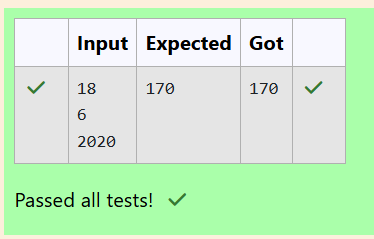 Input Expected Got
18 170 170
6
2020
Passed all tests!